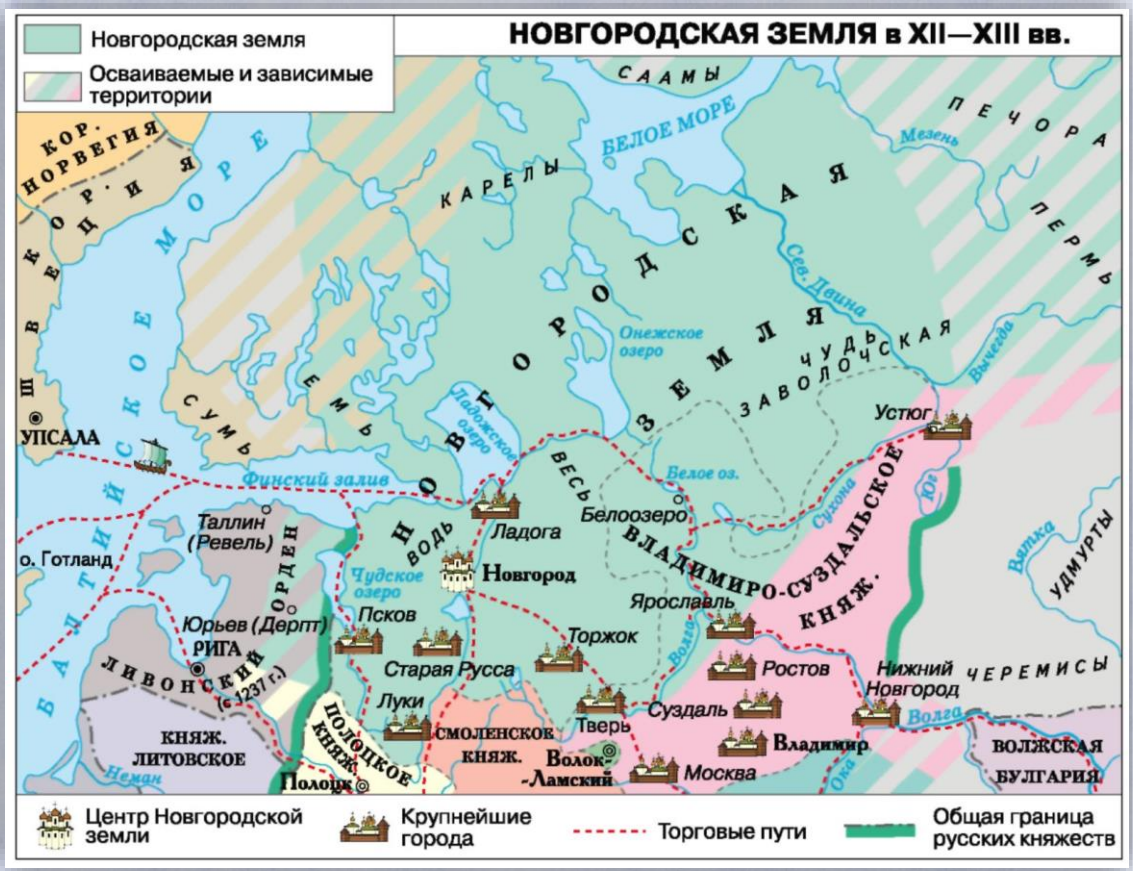 НОВГОРОДСКАЯ ЗЕМЛЯ в XII—XIII вв.
Новгородская земля
Осваиваемые и зависимые
территории
КОР.
НОРВЕГИЯ
КОР.
ШВЕЦИЯ
СААМЫ
БЕЛОЕ МОРЕ
ПЕЧОРА
Мезень
КАРЕЛЫ
ПЕРМЬ
БАЛТИЙСКОЕ МОРЕ
НОВГОРОДСКАЯ
ЗЕМЛЯ
Сев. Двина
Онежское
озеро
ЧУДЬ
ЗАВОЛОЧСКАЯ
Вычегда
СУМЬ
ЕМЬ
Ладожское
озеро
Устюг
УПСАЛА
Финский залив
ВЕСЬ
Белое оз.
Белоозеро
Сухона
Юг
Таллин
(Ревель)
ОРДЕН
ВОДЬ
Ладога
ВЛАДИМИРО-СУЗДАЛЬСКОЕ
КНЯЖ.
Вятка
УДМУРТЫ
о. Готланд
Чудское
озеро
Новгород
Юрьев (Дерпт)
Псков
Ярославль
РИГА
Торжок
Волга
ЛИВОНСКИЙ
(с 1237 г.)
Старая Русса
Ростов
Нижний
Новгород
ЧЕРЕМИСЫ
Луки
Суздаль
Волга
Тверь
КНЯЖ.
ЛИТОВСКОЕ
ПОЛОЦКОЕ
КНЯЖ.
СМОЛЕНСКОЕ
КНЯЖ.
Волок-
-Ламский
Владимир
ВОЛЖСКАЯ
БУЛГАРИЯ
Неман
Полоцк
Москва
Ока
Центр Новгородской
земли
Крупнейшие
города
Торговые пути
Общая граница
русских княжеств